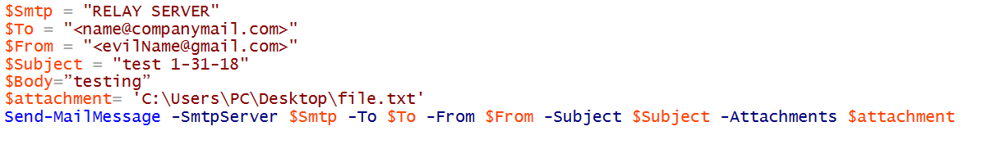 $Smtp = "RELAY SERVER"
$To = "<name@companymail.com>"
$From = "<evilName@gmail.com>"
$Subject = "test 1-31-18"
$Body=”testing”
$attachment= 'C:\Users\PC\Desktop\file.txt'
Send-MailMessage -SmtpServer $Smtp -To $To -From $From -Subject $Subject -Attachments $attachment